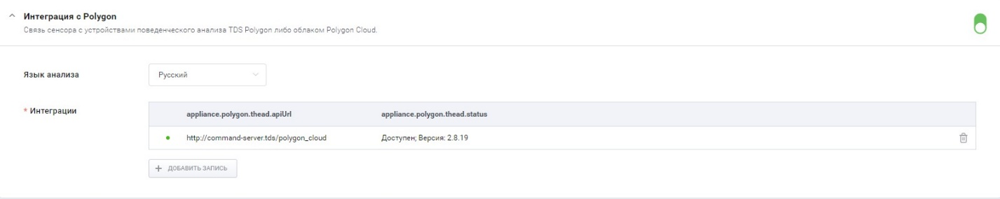 Интеграция с Polygon
Связь сенсора с устройствами поведенческого анализа TDS Polygon либо облаком Polygon Cloud.
Язык анализа
Русский
* Интеграции
appliance.polygon.thead.apiUrl appliance.polygon.thead.status
http://command-server.tds/polygon_cloud Доступен; Версия: 2.8.19
+ ДОБАВИТЬ ЗАПИСЬ